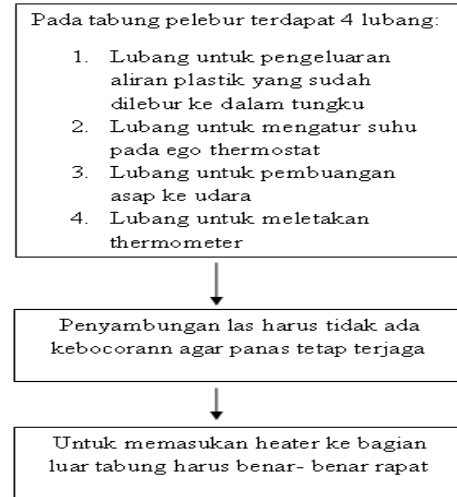 Pada tabung pelebur terdapat 4 lubang:
1. Lubang untuk pengeluaran
aliran plastik yang sudah
dilebur ke dalam tungku
2. Lubang untuk mengatur suhu
pada ego thermostat
3. Lubang untuk pembuangan
asap ke udara
4. Lubang untuk meletakan
thermometer
Penyambungan las harus tidak ada
kebocorann agar panas tetap terjaga
Untuk memasukan heater ke bagian
luar tabung harus benar- benar rapat